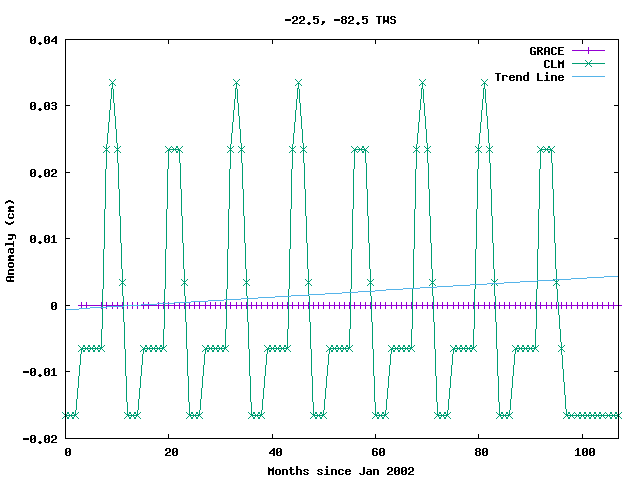 -22.5, -82.5 TWS
GRACE
CLM
Trend Line
0.04
0.03
0.02
0.01
0
-0.01
-0.02
Anomaly (cm)
0 20 40 60 80 100
Months since Jan 2002